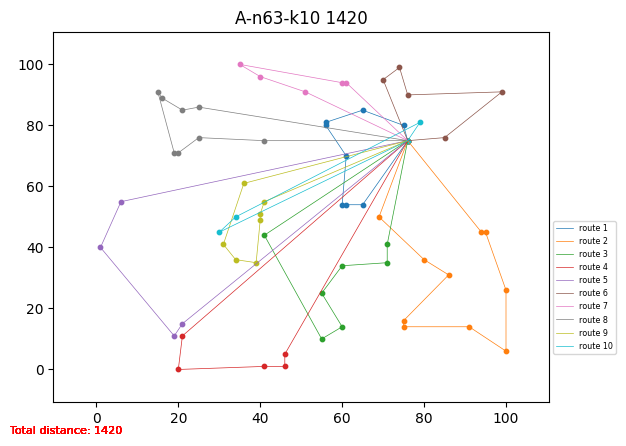 A-n63-k10 1420
100
80
60
40
20
0
0 20 40 60 80 100
route 1
route 2
route 3
route 4
route 5
route 6
route 7
route 8
route 9
route 10
Total distance: 1420